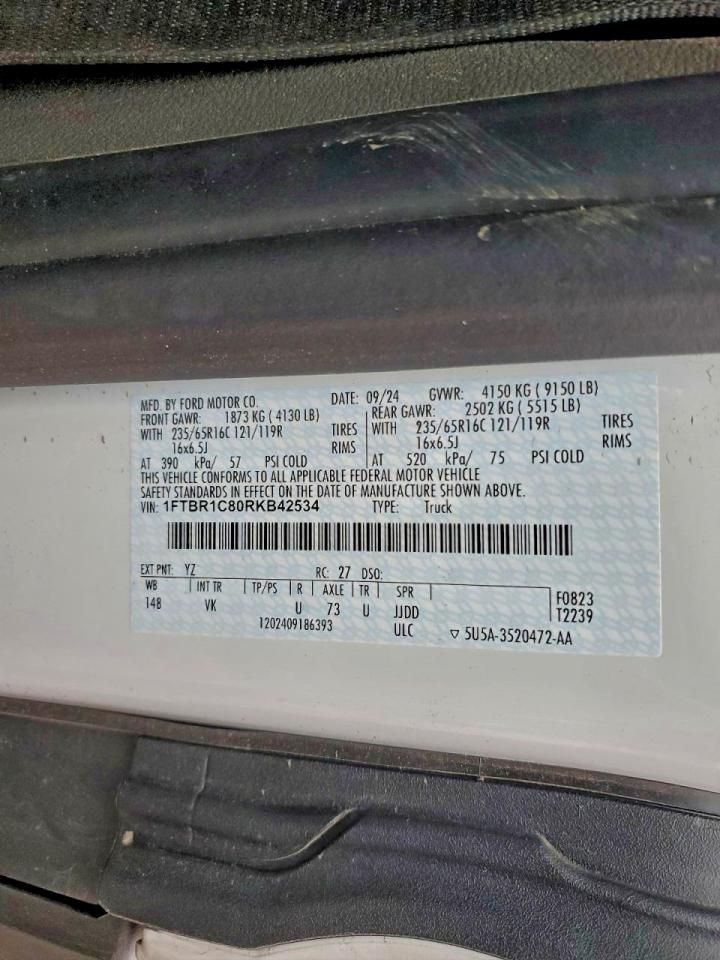 MFD. BY FORD MOTOR CO. DATE: 09/24 GVWR: 4150 KG ( 9150 LB)
FRONT GAWR: 1873 KG ( 4130 LB) REAR GAWR: 2502 KG ( 5515 LB)
WITH 235/65R16C 121/119R TIRES WITH 235/65R16C 121/119R TIRES
16x6.5J RIMS 16x6.5J RIMS
AT 390 kPa/ 57 PSI COLD AT 520 kPa/ 75 PSI COLD
THIS VEHICLE CONFORMS TO ALL APPLICABLE FEDERAL MOTOR VEHICLE
SAFETY STANDARDS IN EFFECT ON THE DATE OF MANUFACTURE SHOWN ABOVE.
VIN: 1FTBR1C80RKB42534 TYPE: Truck
EXT PNT: YZ RC: 27 DSO:
WB INT TR TP/PS R AXLE TR SPR F0823
148 VK U 73 U JJDD T2239
1202409186393 ULC ▽ 5U5A-3520472-AA